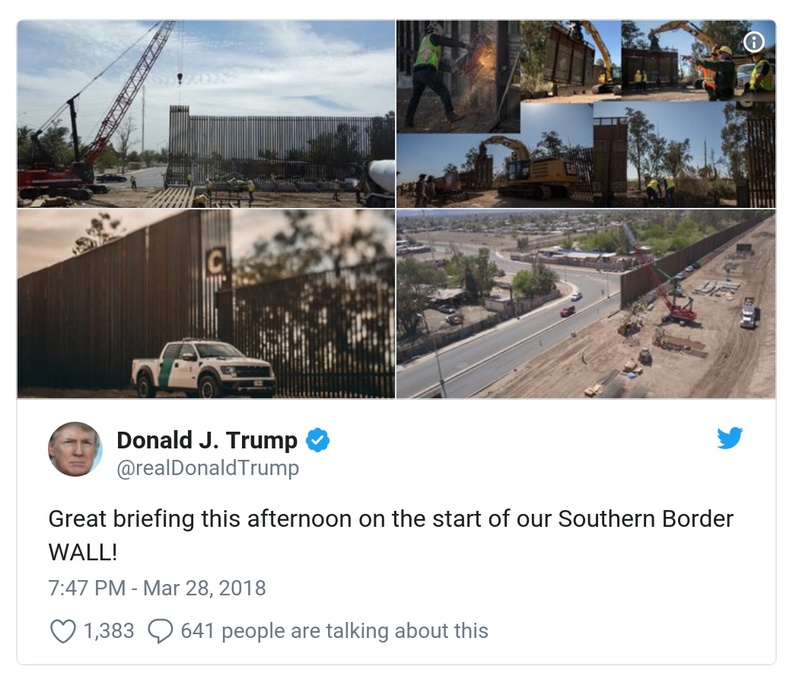 C
Donald J. Trump
@realDonaldTrump
Great briefing this afternoon on the start of our Southern Border
WALL!
7:47 PM - Mar 28, 2018
1,383 641 people are talking about this